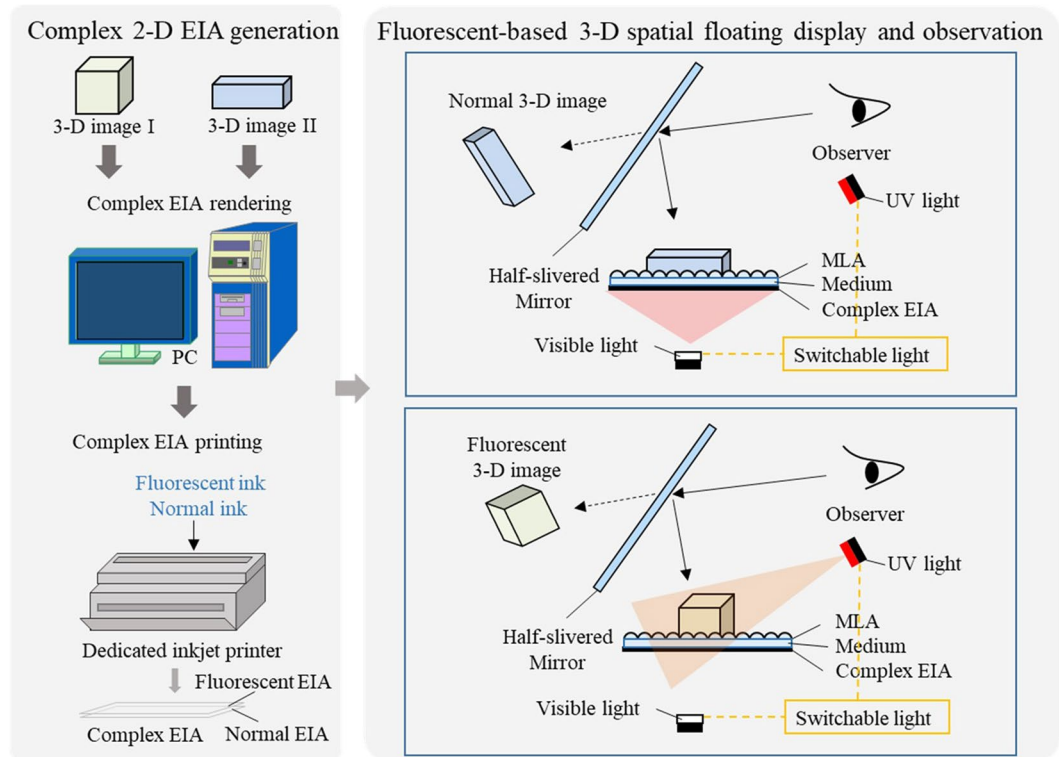 Complex 2-D EIA generation
3-D image I
3-D image II
Complex EIA rendering
PC
Complex EIA printing
Fluorescent ink
Normal ink
Dedicated inkjet printer
Fluorescent EIA
Complex EIA
Normal EIA
Fluorescent-based 3-D spatial floating display and observation
Normal 3-D image
Observer
UV light
Half-slivered
Mirror
MLA
Medium
Complex EIA
Visible light
Switchable light
Fluorescent
3-D image
Observer
UV light
Half-slivered
Mirror
MLA
Medium
Complex EIA
Visible light
Switchable light